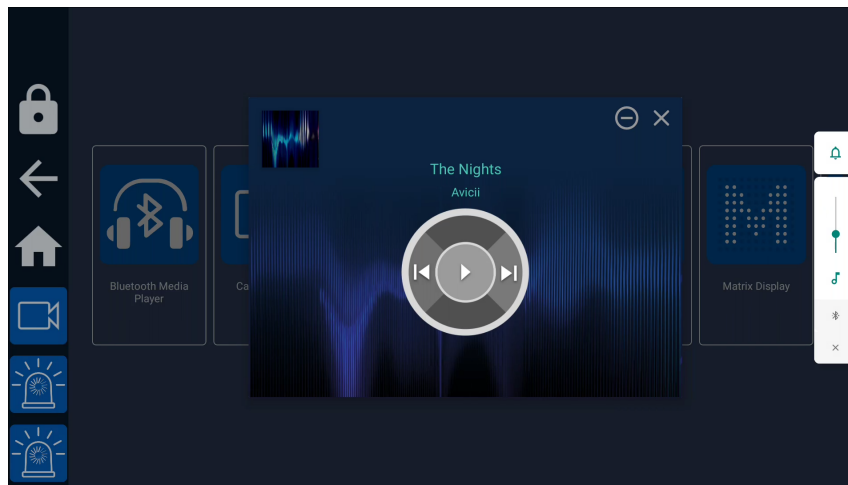 The Nights
Avicii
Bluetooth Media
Player
Ca
Matrix Display